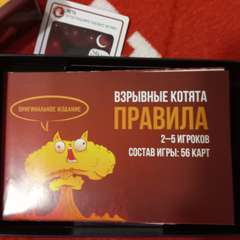 ВЗРЫВНЫЕ КОТЯТА
ПРАВИЛА
2–5 ИГРОКОВ
СОСТАВ ИГРЫ: 56 КАРТ
ОРИГИНАЛЬНОЕ ИЗДАНИЕ